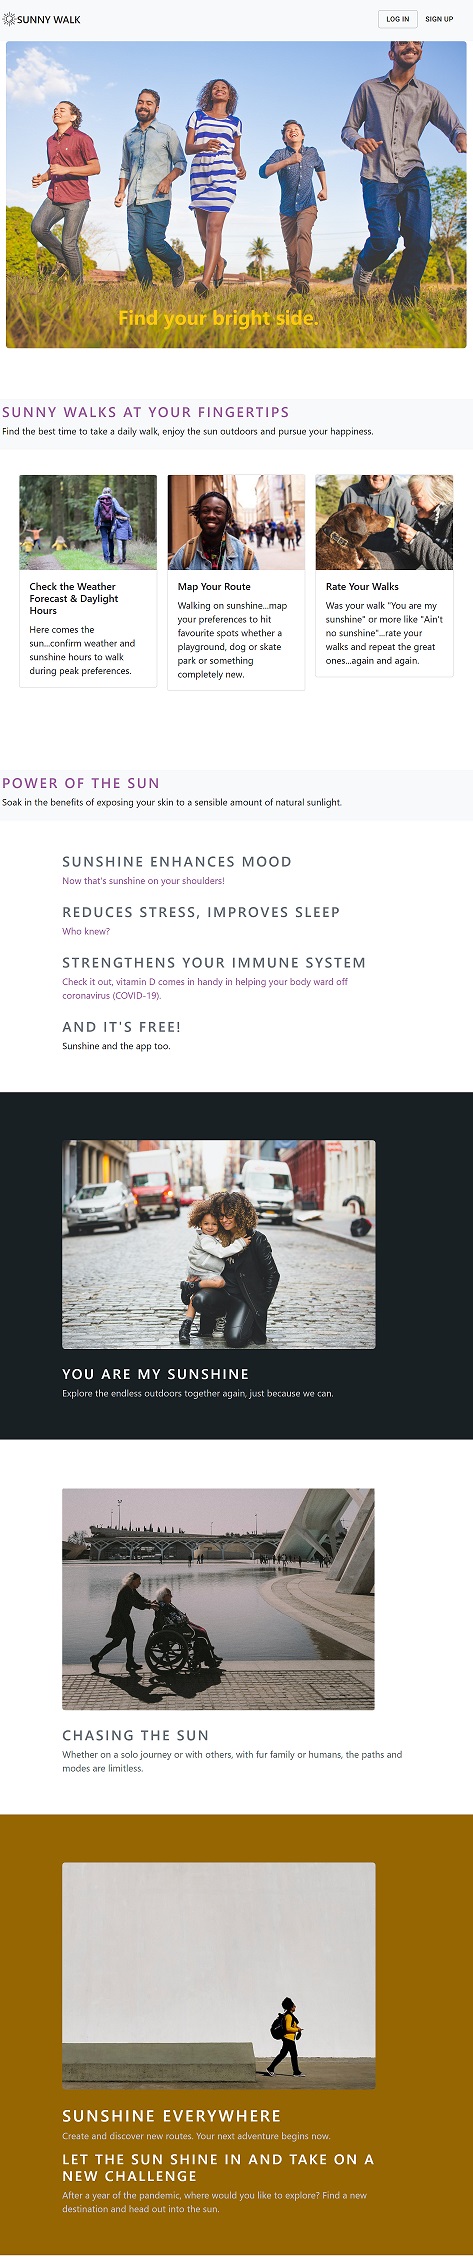 SUNNY WALK
LOG IN
SIGN UP
Find your bright side.
SUNNY WALKS AT YOUR FINGERTIPS
Find the best time to take a daily walk, enjoy the sun outdoors and pursue your happiness.
Check the Weather
Forecast & Daylight
Hours
Here comes the
sun...confirm weather and
sunshine hours to walk
during peak preferences.
Map Your Route
Walking on sunshine...map
your preferences to hit
favourite spots whether a
playground, dog or skate
park or something
completely new.
Rate Your Walks
Was your walk "You are my
sunshine" or more like "Ain't
no sunshine"...rate your
walks and repeat the great
ones...again and again.
POWER OF THE SUN
Soak in the benefits of exposing your skin to a sensible amount of natural sunlight.
SUNSHINE ENHANCES MOOD
Now that's sunshine on your shoulders!
REDUCES STRESS, IMPROVES SLEEP
Who knew?
STRENGTHENS YOUR IMMUNE SYSTEM
Check it out, vitamin D comes in handy in helping your body ward off
coronavirus (COVID-19).
AND IT'S FREE!
Sunshine and the app too.
YOU ARE MY SUNSHINE
Explore the endless outdoors together again, just because we can.
CHASING THE SUN
Whether on a solo journey or with others, with fur family or humans, the paths and
modes are limitless.
SUNSHINE EVERYWHERE
Create and discover new routes. Your next adventure begins now.
LET THE SUN SHINE IN AND TAKE ON A
NEW CHALLENGE
After a year of the pandemic, where would you like to explore? Find a new
destination and head out into the sun.